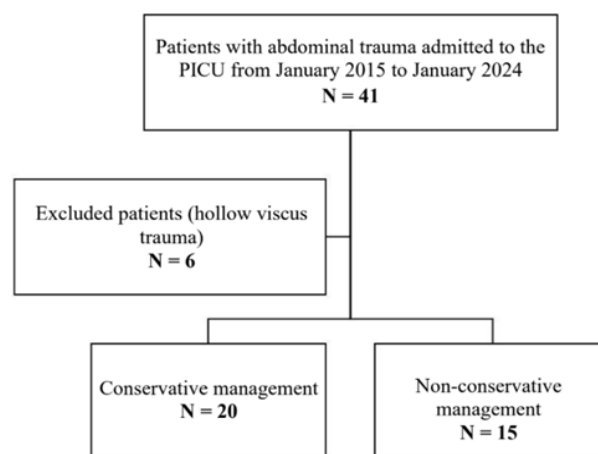 Patients with abdominal trauma admitted to the
PICU from January 2015 to January 2024
N = 41
Excluded patients (hollow viscus
trauma)
N = 6
Conservative management
N = 20
Non-conservative
management
N = 15